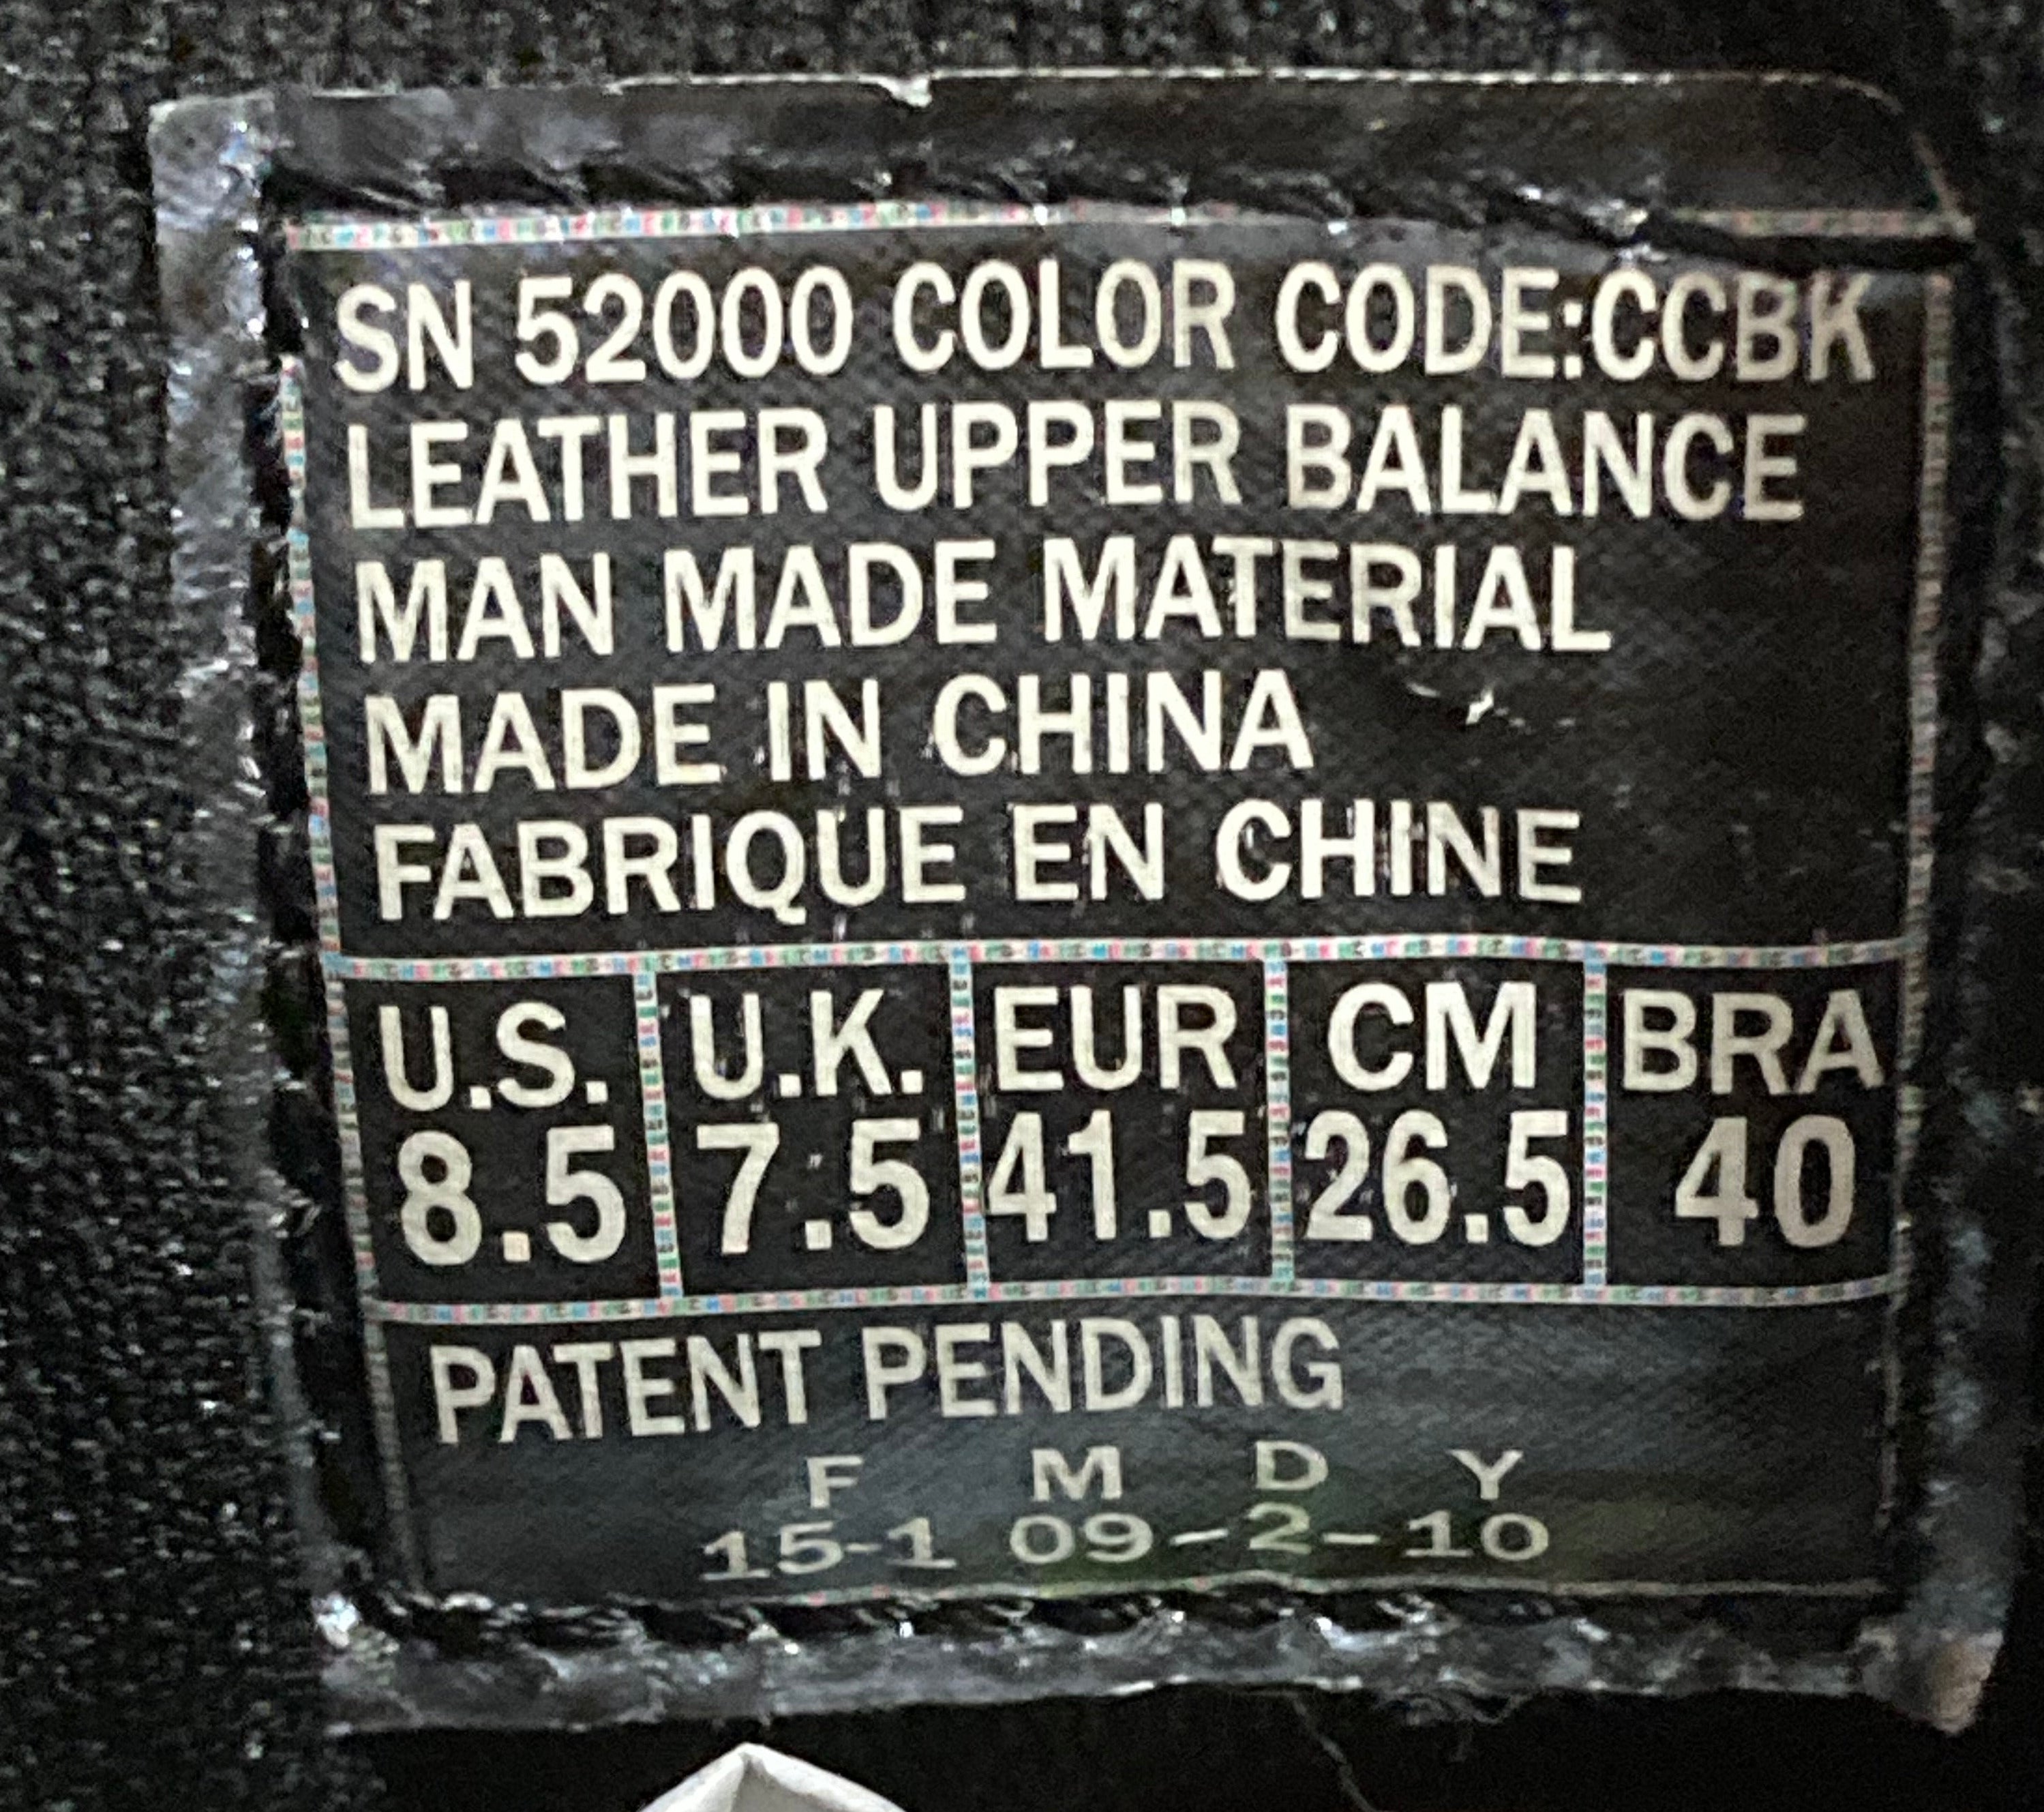 SN 52000 COLOR CODE:CCBK
LEATHER UPPER BALANCE
MAN MADE MATERIAL
MADE IN CHINA
FABRIQUE EN CHINE
U.S. U.K. EUR CM BRA
8.5 7.5 41.5 26.5 40
PATENT PENDING
F M D Y
15-1 09-2-10